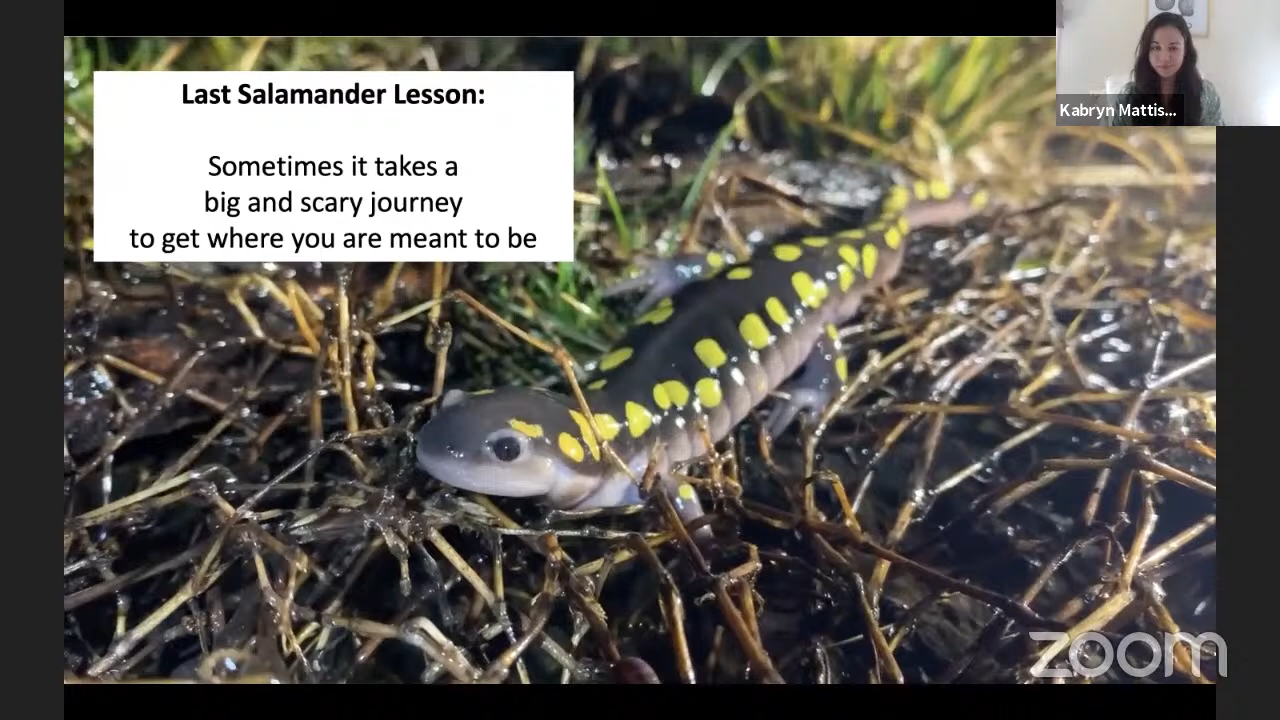 Last Salamander Lesson:
Sometimes it takes a
big and scary journey
to get where you are meant to be
Kabryn Mattis...
zoom